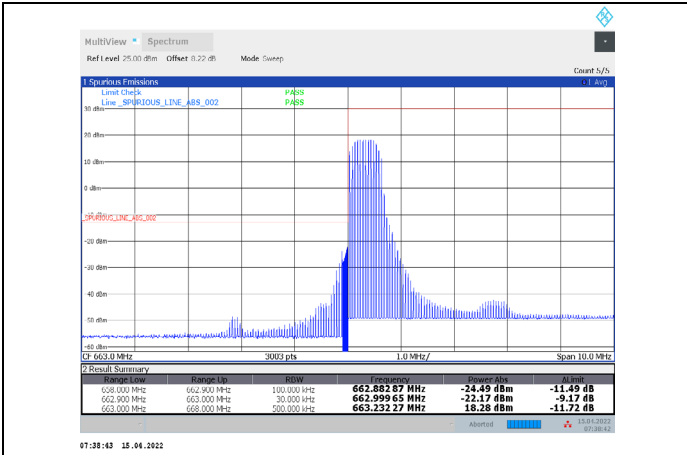 MultiView Spectrum
Ref Level 25.00 dBm Offset 8.22 dB Mode Sweep
Count 5/5
1 Spurious Emissions 1 Avg
Limit Check PASS
Line _SPURIOUS_LINE_ABS_002 PASS
30 dBm
20 dBm
10 dBm
0 dBm
-10 dBm
_SPURIOUS_LINE_ABS_002
-20 dBm
-30 dBm
-40 dBm
-50 dBm
-60 dBm
CF 663.0 MHz 3003 pts 1.0 MHz/ Span 10.0 MHz
2 Result Summary
Range Low Range Up RBW Frequency Power Abs ΔLimit
658.000 MHz 662.900 MHz 100.000 kHz 662.882 87 MHz -24.49 dBm -11.49 dB
662.900 MHz 663.000 MHz 30.000 kHz 662.999 65 MHz -22.17 dBm -9.17 dB
663.000 MHz 668.000 MHz 500.000 kHz 663.232 27 MHz 18.28 dBm -11.72 dB
Aborted 15.04.2022
07:38:42
07:38:43 15.04.2022